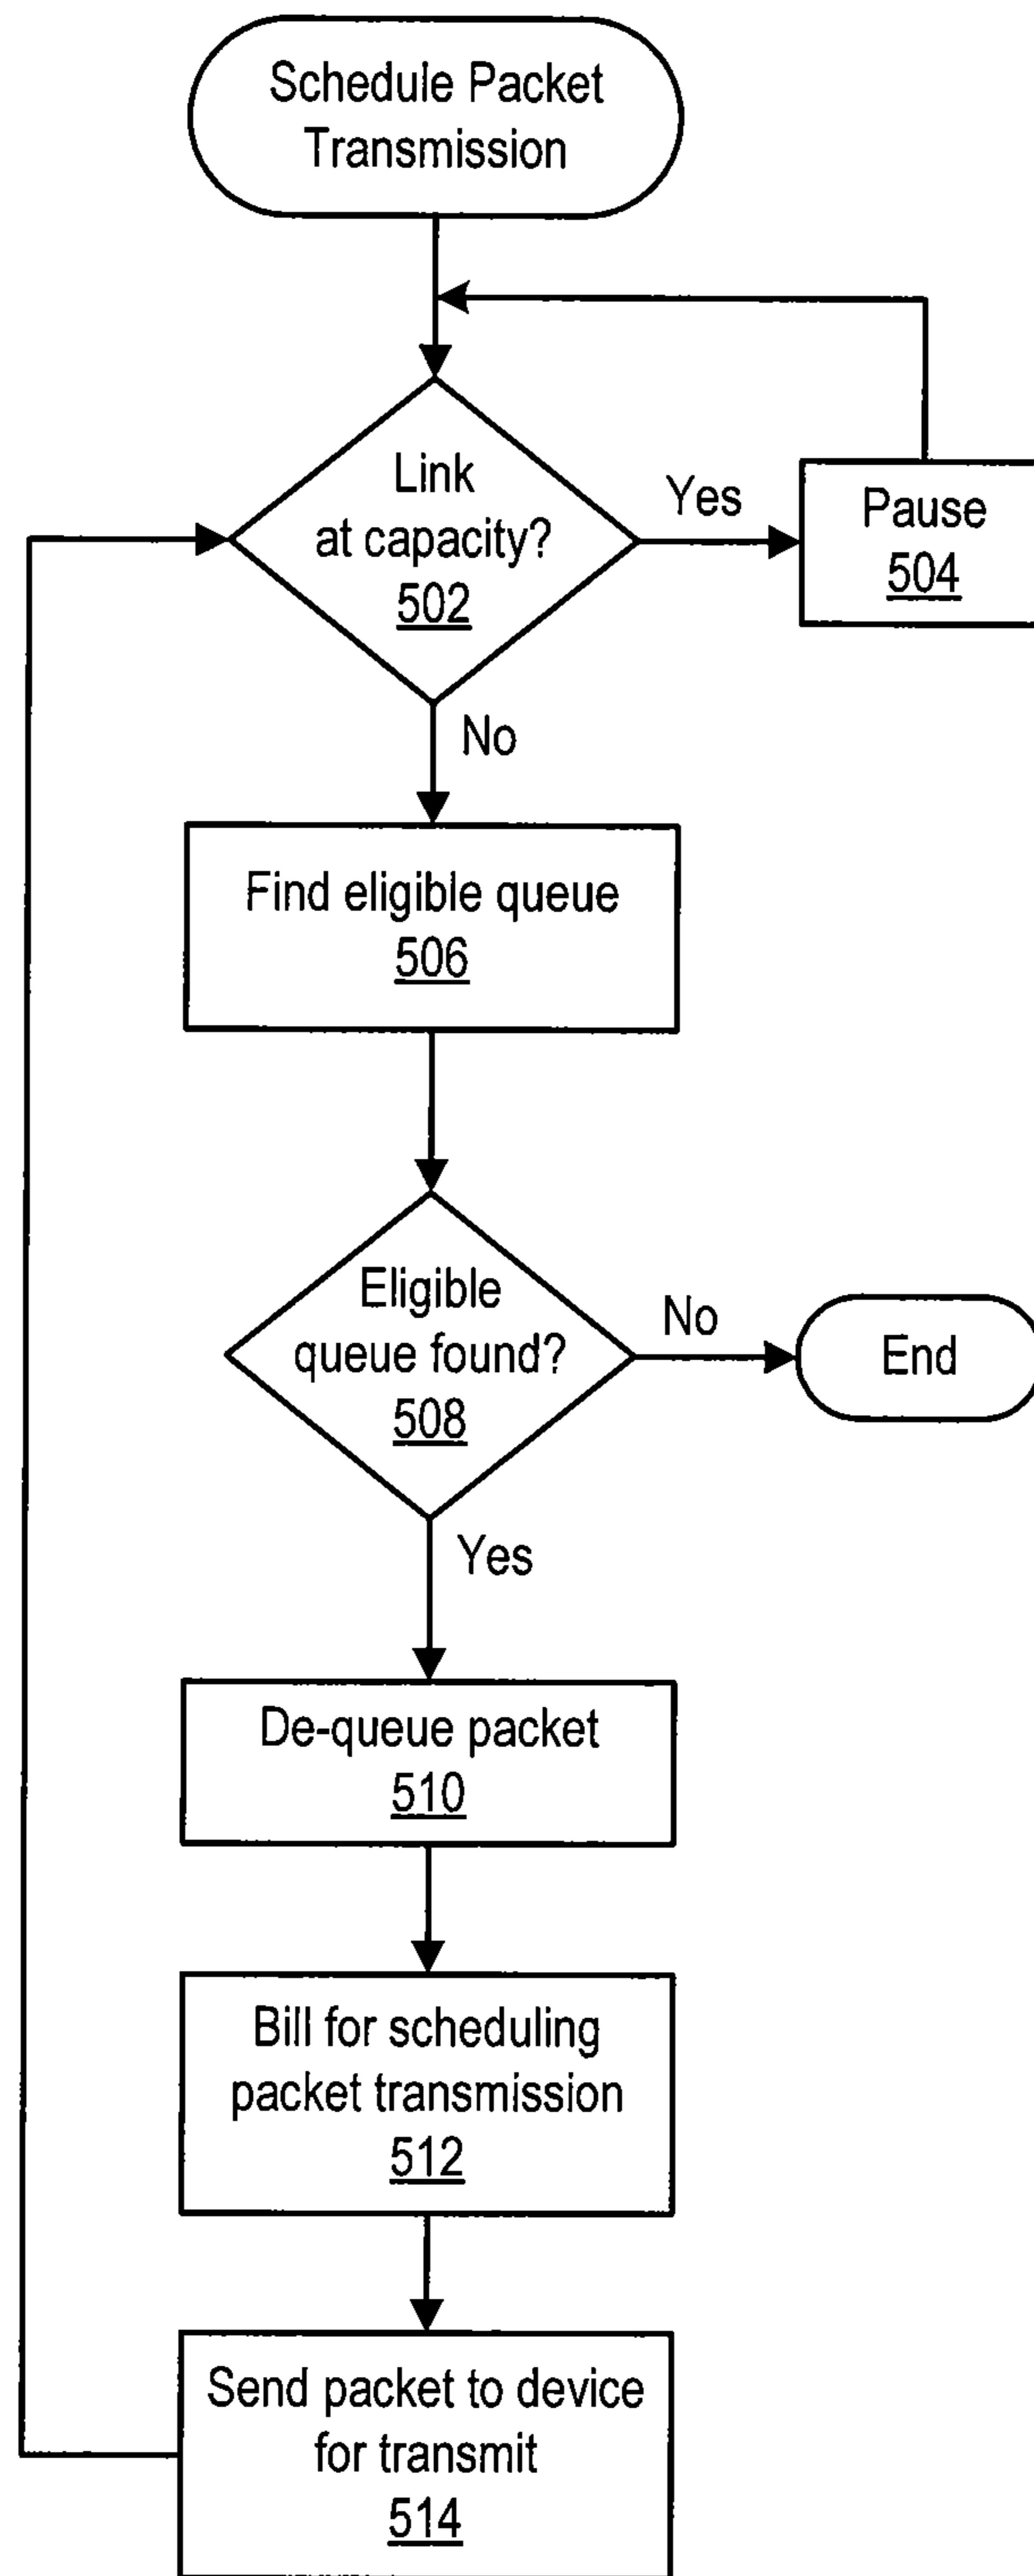 Schedule Packet
Transmission
Link
at capacity?
502
Yes
Pause
504
No
Find eligible queue
506
Eligible
queue found?
508
No
End
Yes
De-queue packet
510
Bill for scheduling
packet transmission
512
Send packet to device
for transmit
514